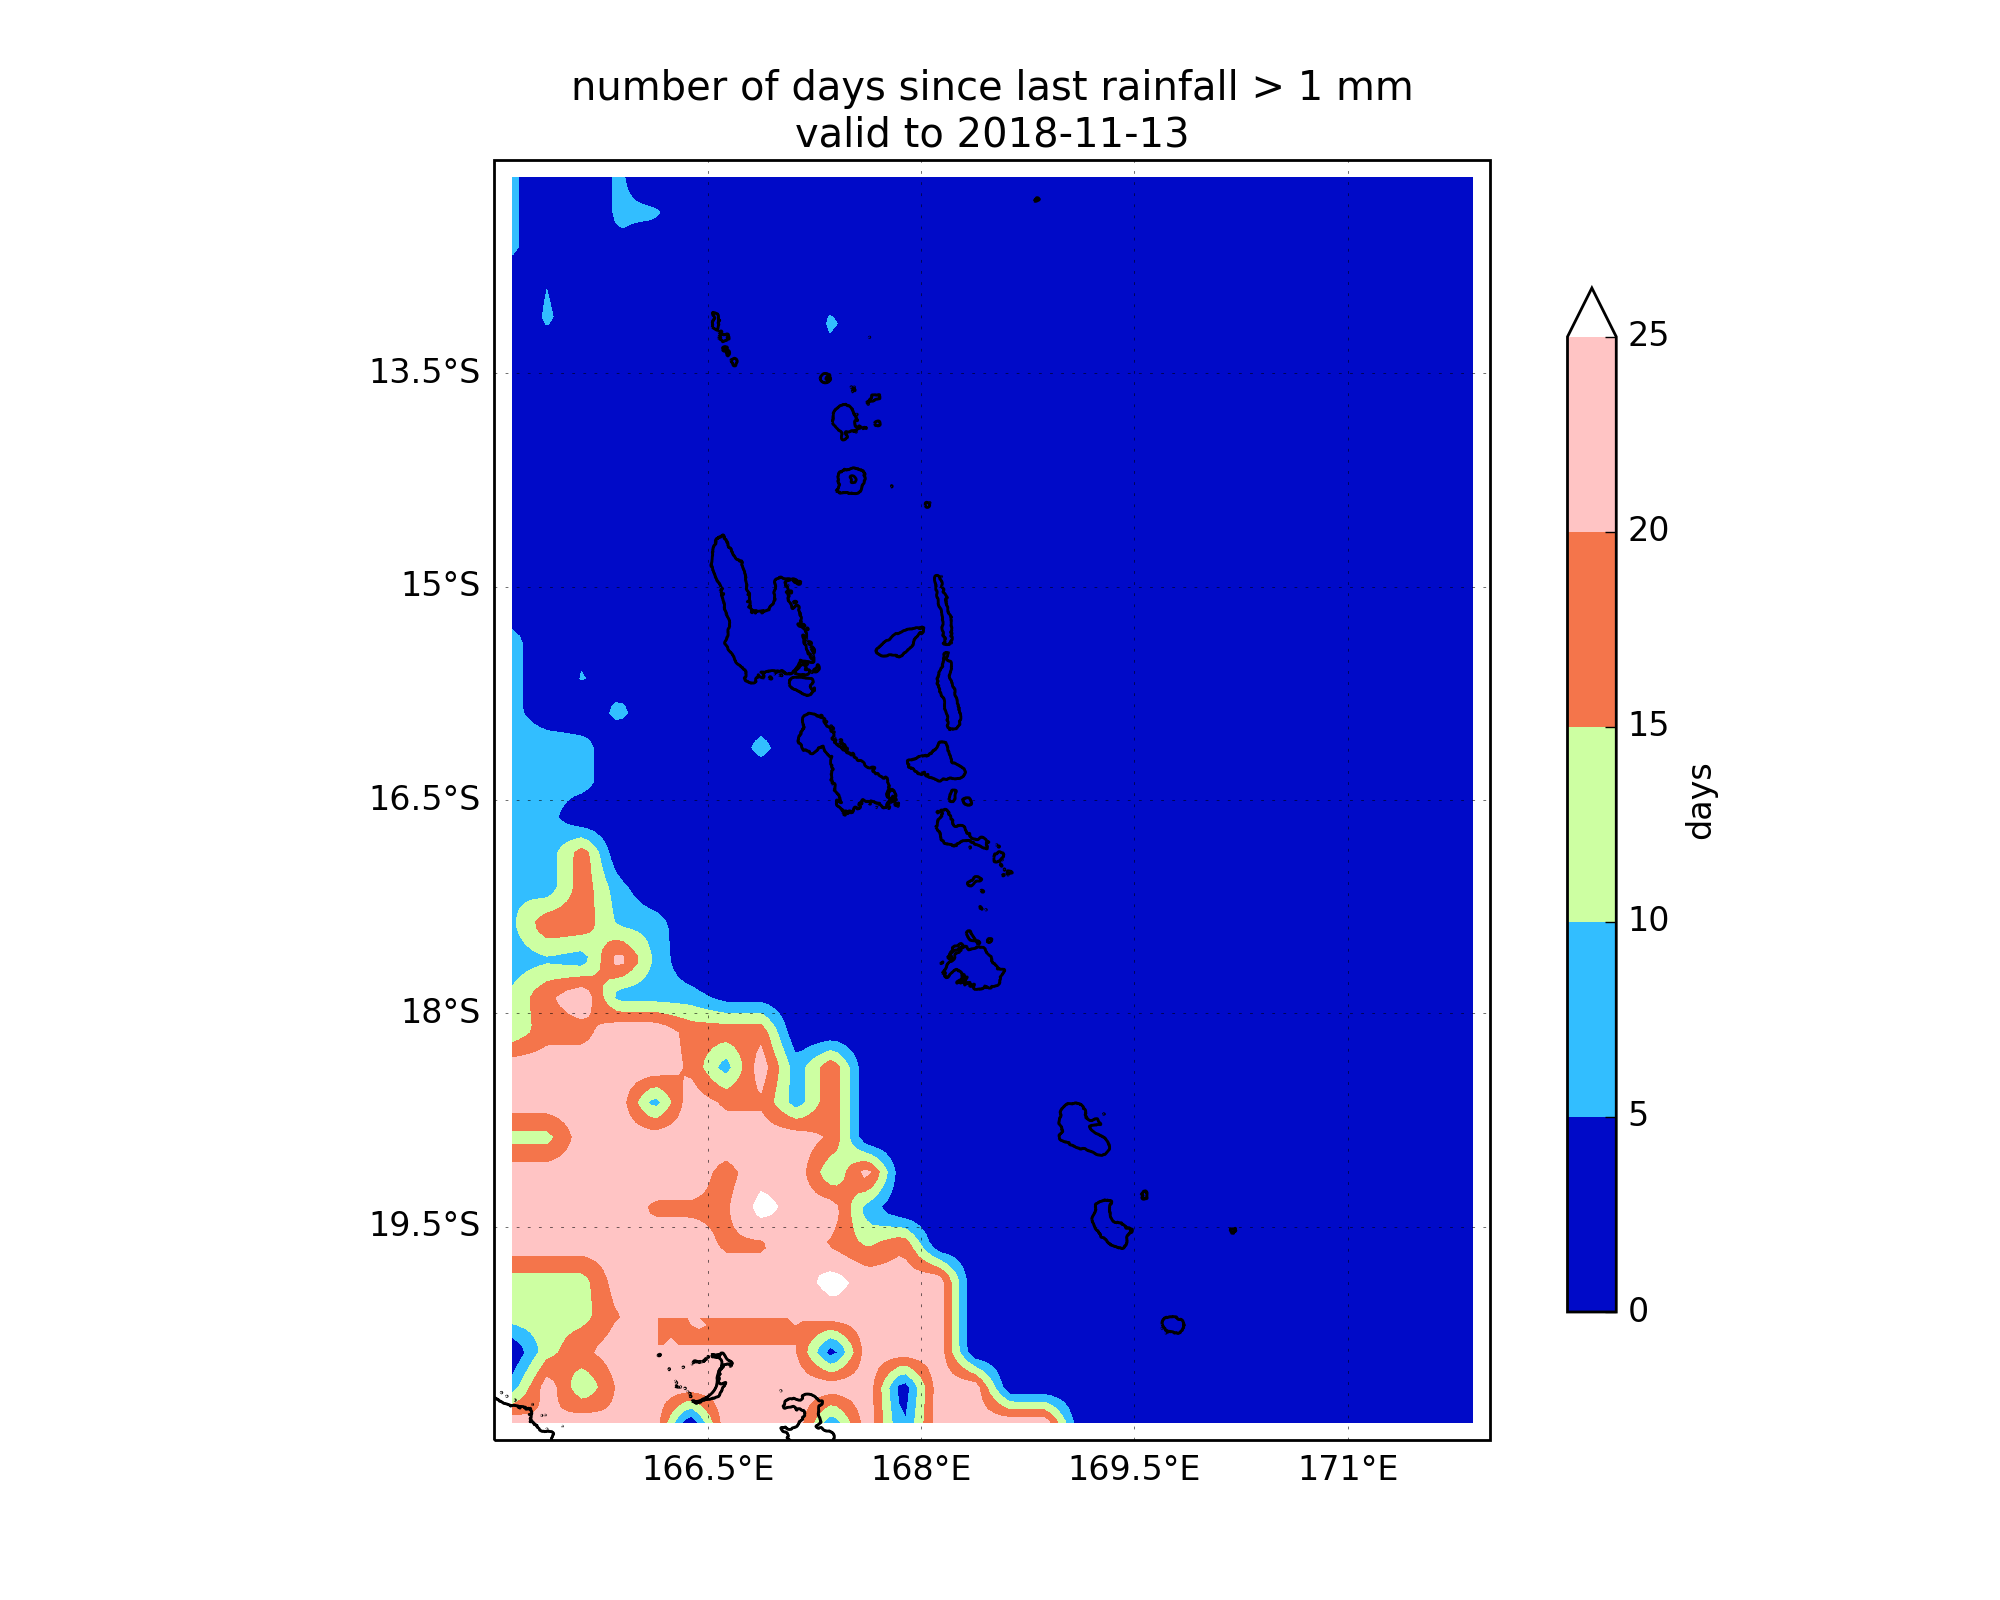 number of days since last rainfall > 1 mm
valid to 2018-11-13
13.5°S
15°S
16.5°S
18°S
19.5°S
166.5°E
168°E
169.5°E
171°E
25
20
15
10
5
0
days